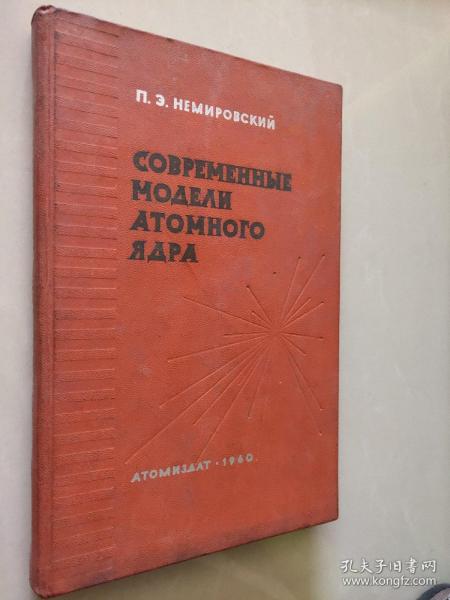 П. Э. НЕМИРОВСКИЙ
СОВРЕМЕННЫЕ
МОДЕЛИ
АТОМНОГО
ЯДРА
АТОМИЗДАТ · 1960.
孔夫子旧书网
www.kongfz.com